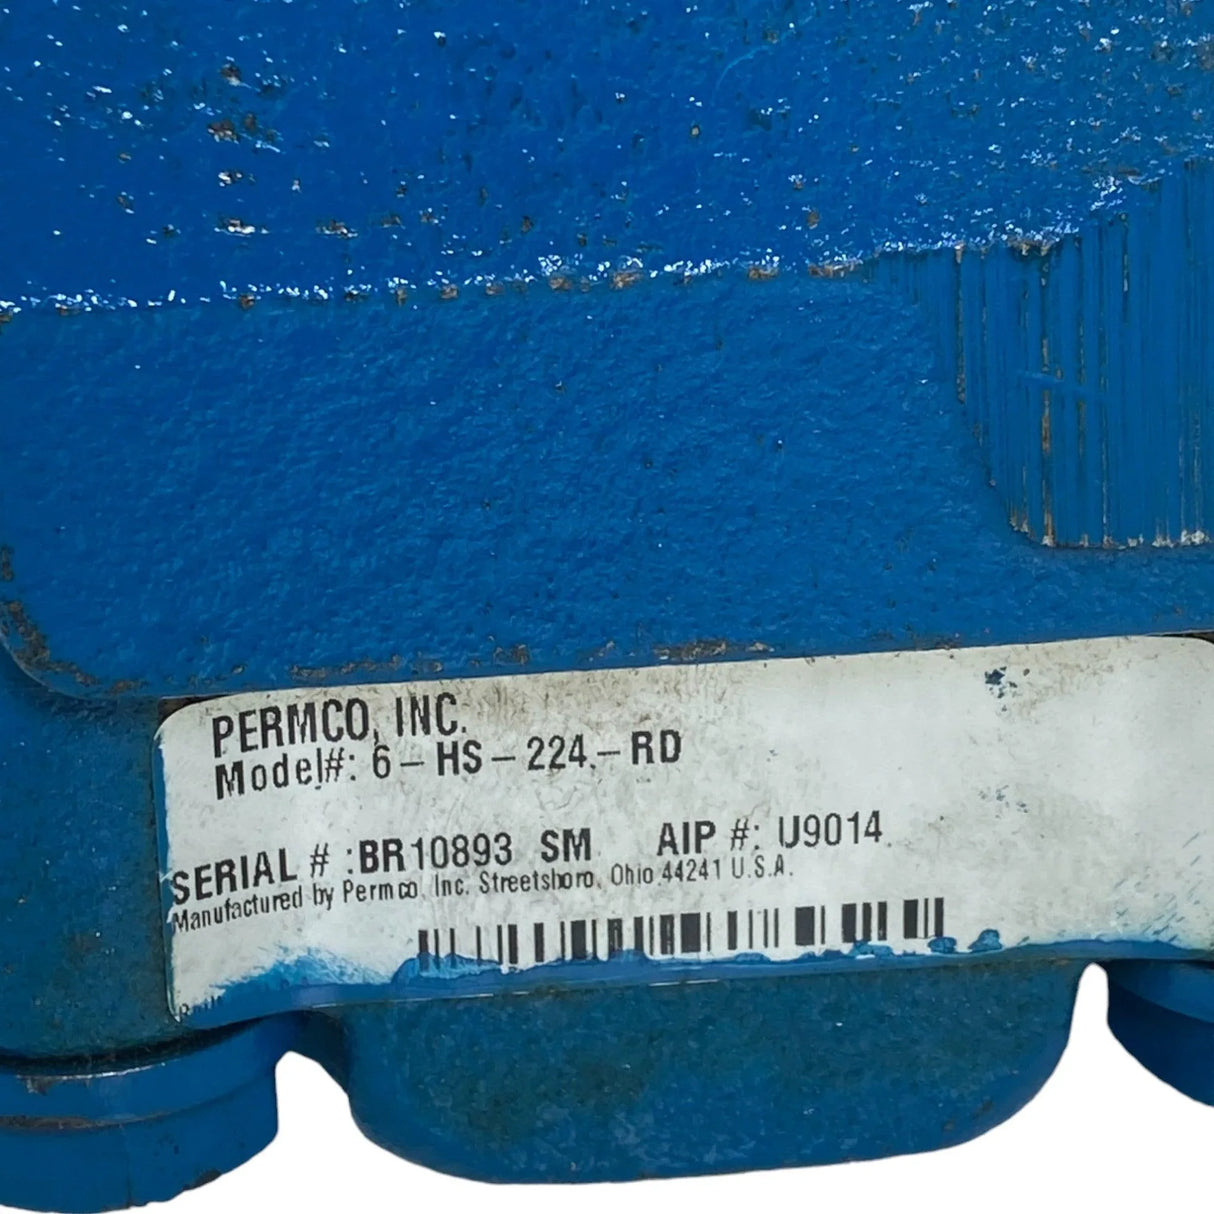 PERMCO, INC.
Model#: 6-HS-224-RD
SERIAL # :BR10893 SM AIP #: U9014
Manufactured by Permco, Inc. Streetsboro, Ohio 44241 U.S.A.